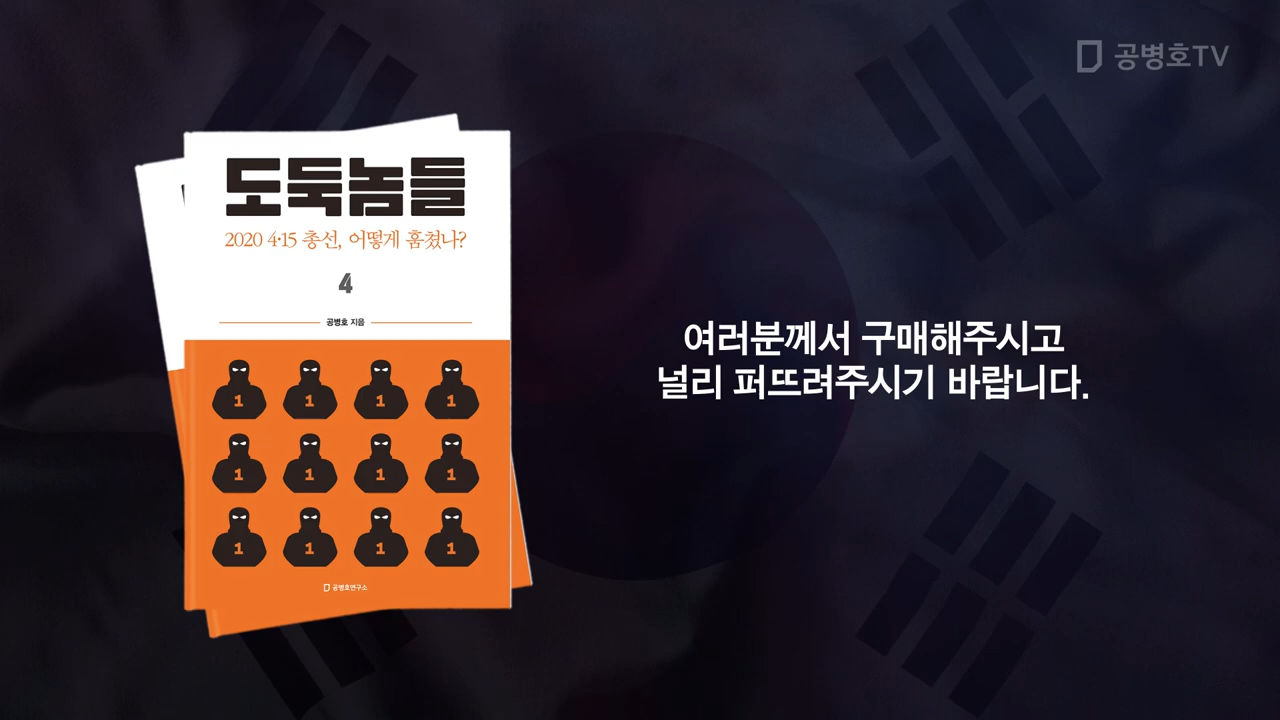 공병호TV
도둑놈들
2020 4·15 총선, 어떻게 훔쳤나?
4
공병호 지음
1 1 1 1
1 1 1 1
1 1 1 1
공병호연구소
여러분께서 구매해주시고
널리 퍼뜨려주시기 바랍니다.